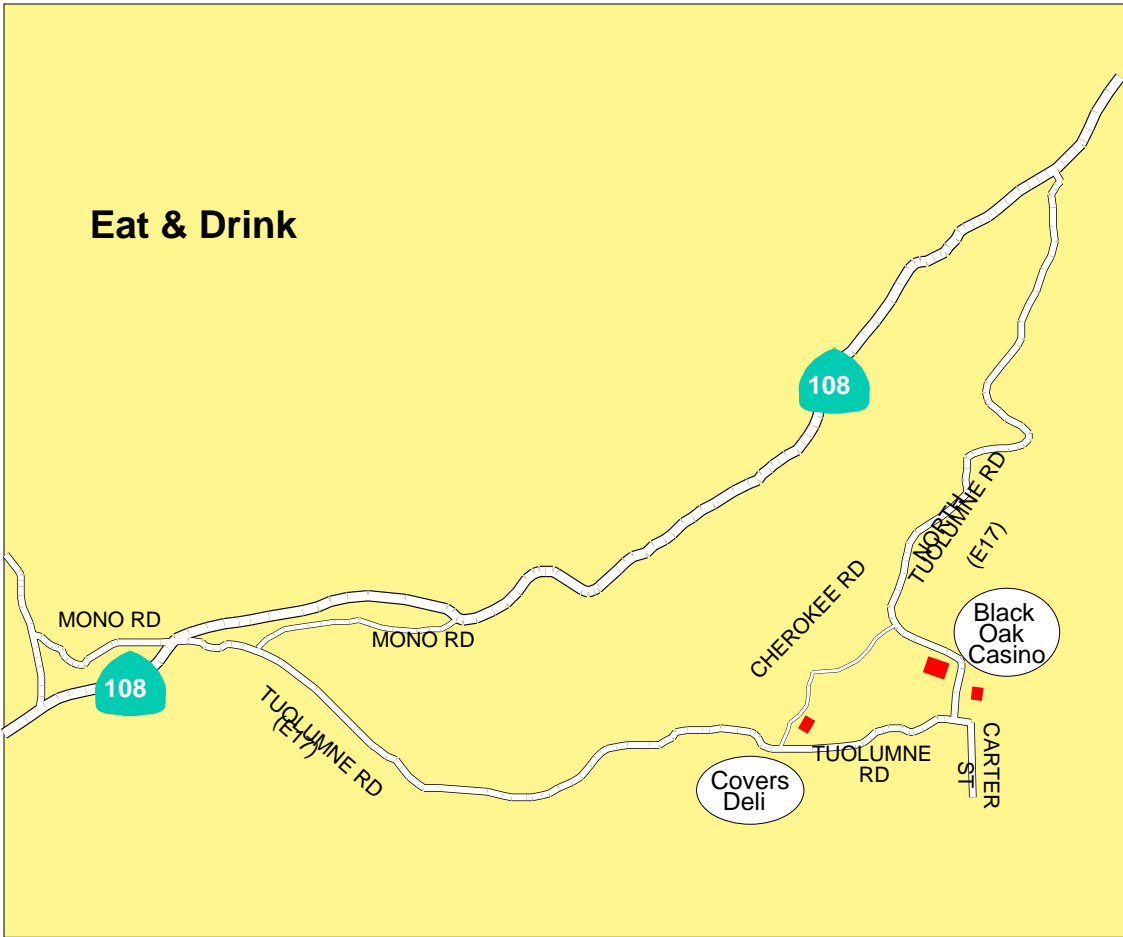 Eat & Drink
108
NORTH
TUOLUMNE RD
(E17)
CHEROKEE RD
MONO RD
MONO RD
Black
Oak
Casino
108
TUOLUMNE RD
(E17)
TUOLUMNE
RD
CARTER
ST
Covers
Deli